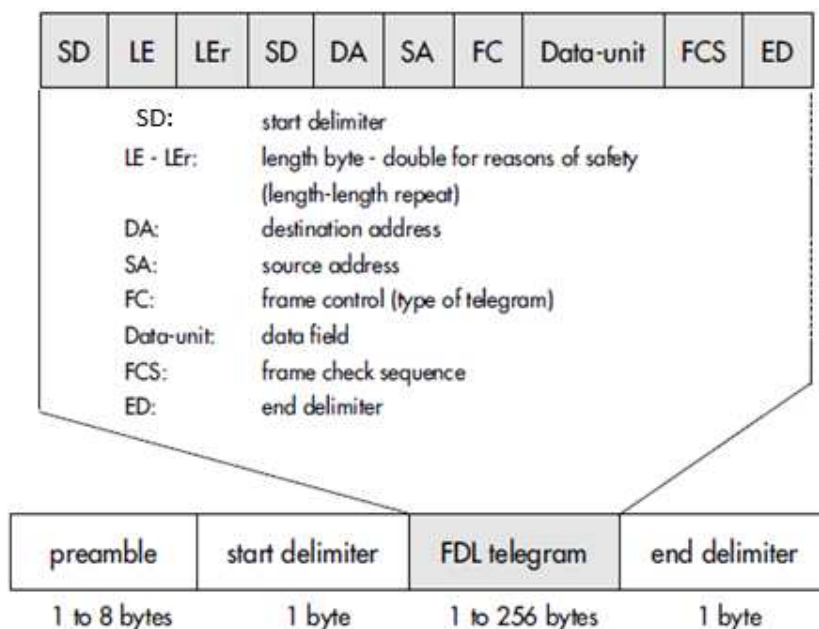 SD LE LEr SD DA SA FC Data-unit FCS ED
SD: start delimiter
LE - LEr: length byte - double for reasons of safety
(length-length repeat)
DA: destination address
SA: source address
FC: frame control (type of telegram)
Data-unit: data field
FCS: frame check sequence
ED: end delimiter
preamble start delimiter FDL telegram end delimiter
1 to 8 bytes 1 byte 1 to 256 bytes 1 byte